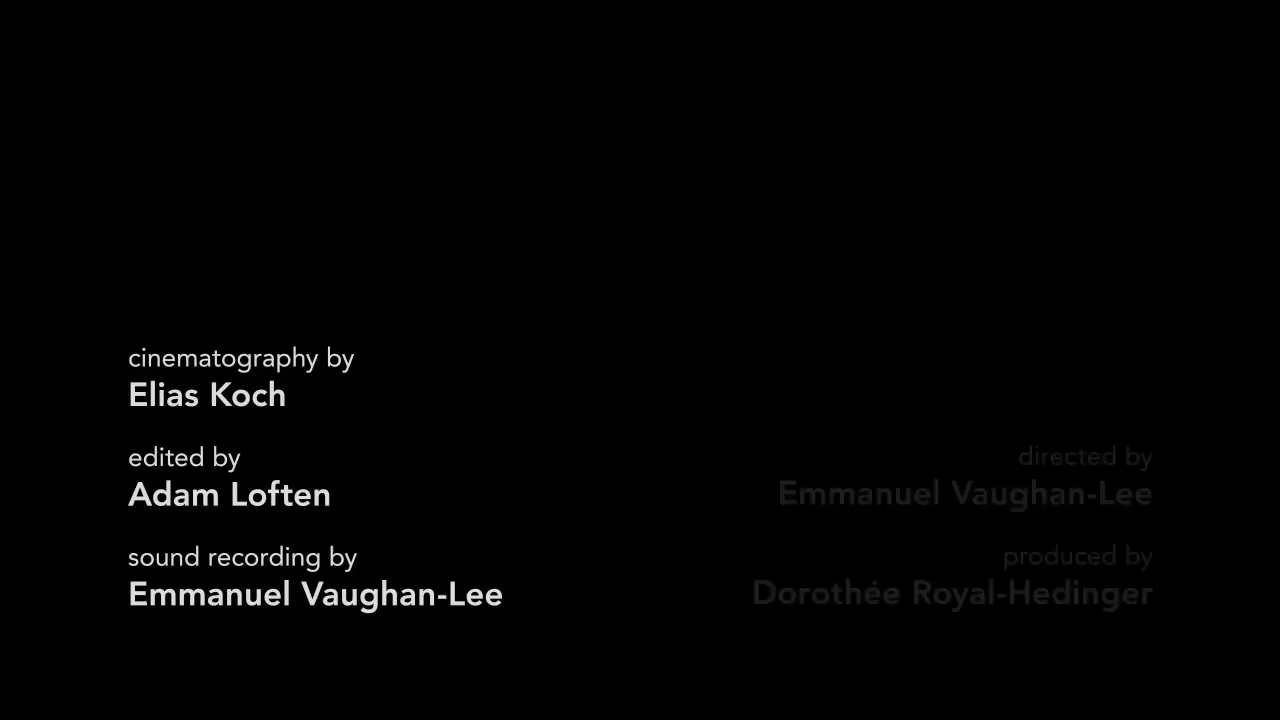 cinematography by
Elias Koch
edited by
Adam Loften
sound recording by
Emmanuel Vaughan-Lee
directed by
Emmanuel Vaughan-Lee
produced by
Dorothée Royal-Hedinger